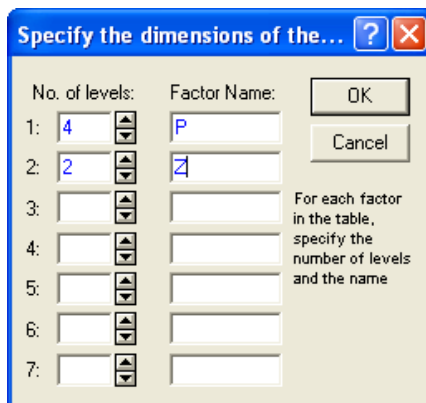 Specify the dimensions of the...
No. of levels: Factor Name:
OK
1: 4 P
Cancel
2: 2 Z
3:
For each factor
in the table,
specify the
number of levels
and the name
4:
5:
6:
7: